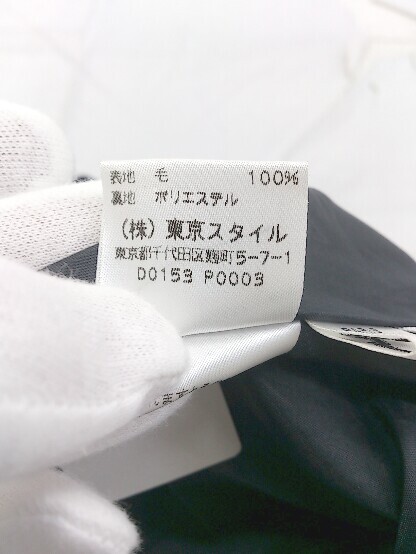 表地 毛 100%
裏地 ポリエステル
(株)東京スタイル
東京都千代田区麹町5-7-1
D0153 P0003